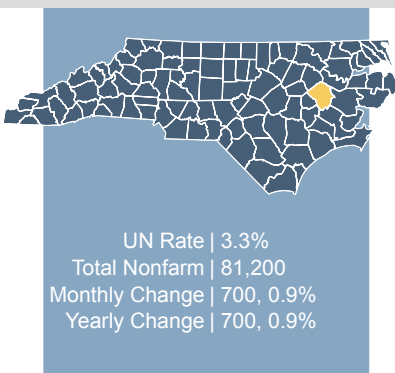 UN Rate | 3.3%
Total Nonfarm | 81,200
Monthly Change | 700, 0.9%
Yearly Change | 700, 0.9%